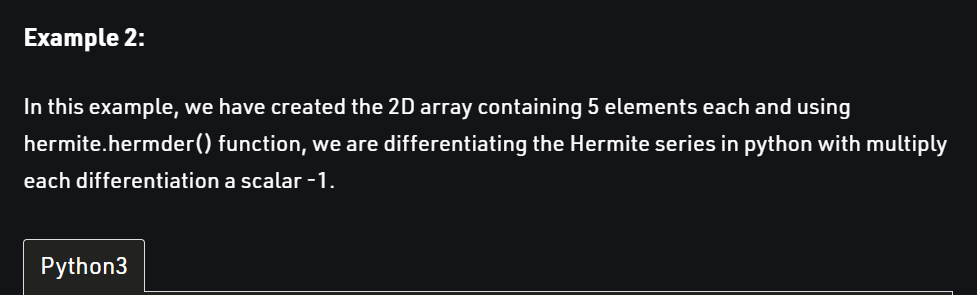 Example 2:
In this example, we have created the 2D array containing 5 elements each and using
hermite.hermder() function, we are differentiating the Hermite series in python with multiply
each differentiation a scalar -1.
Python3